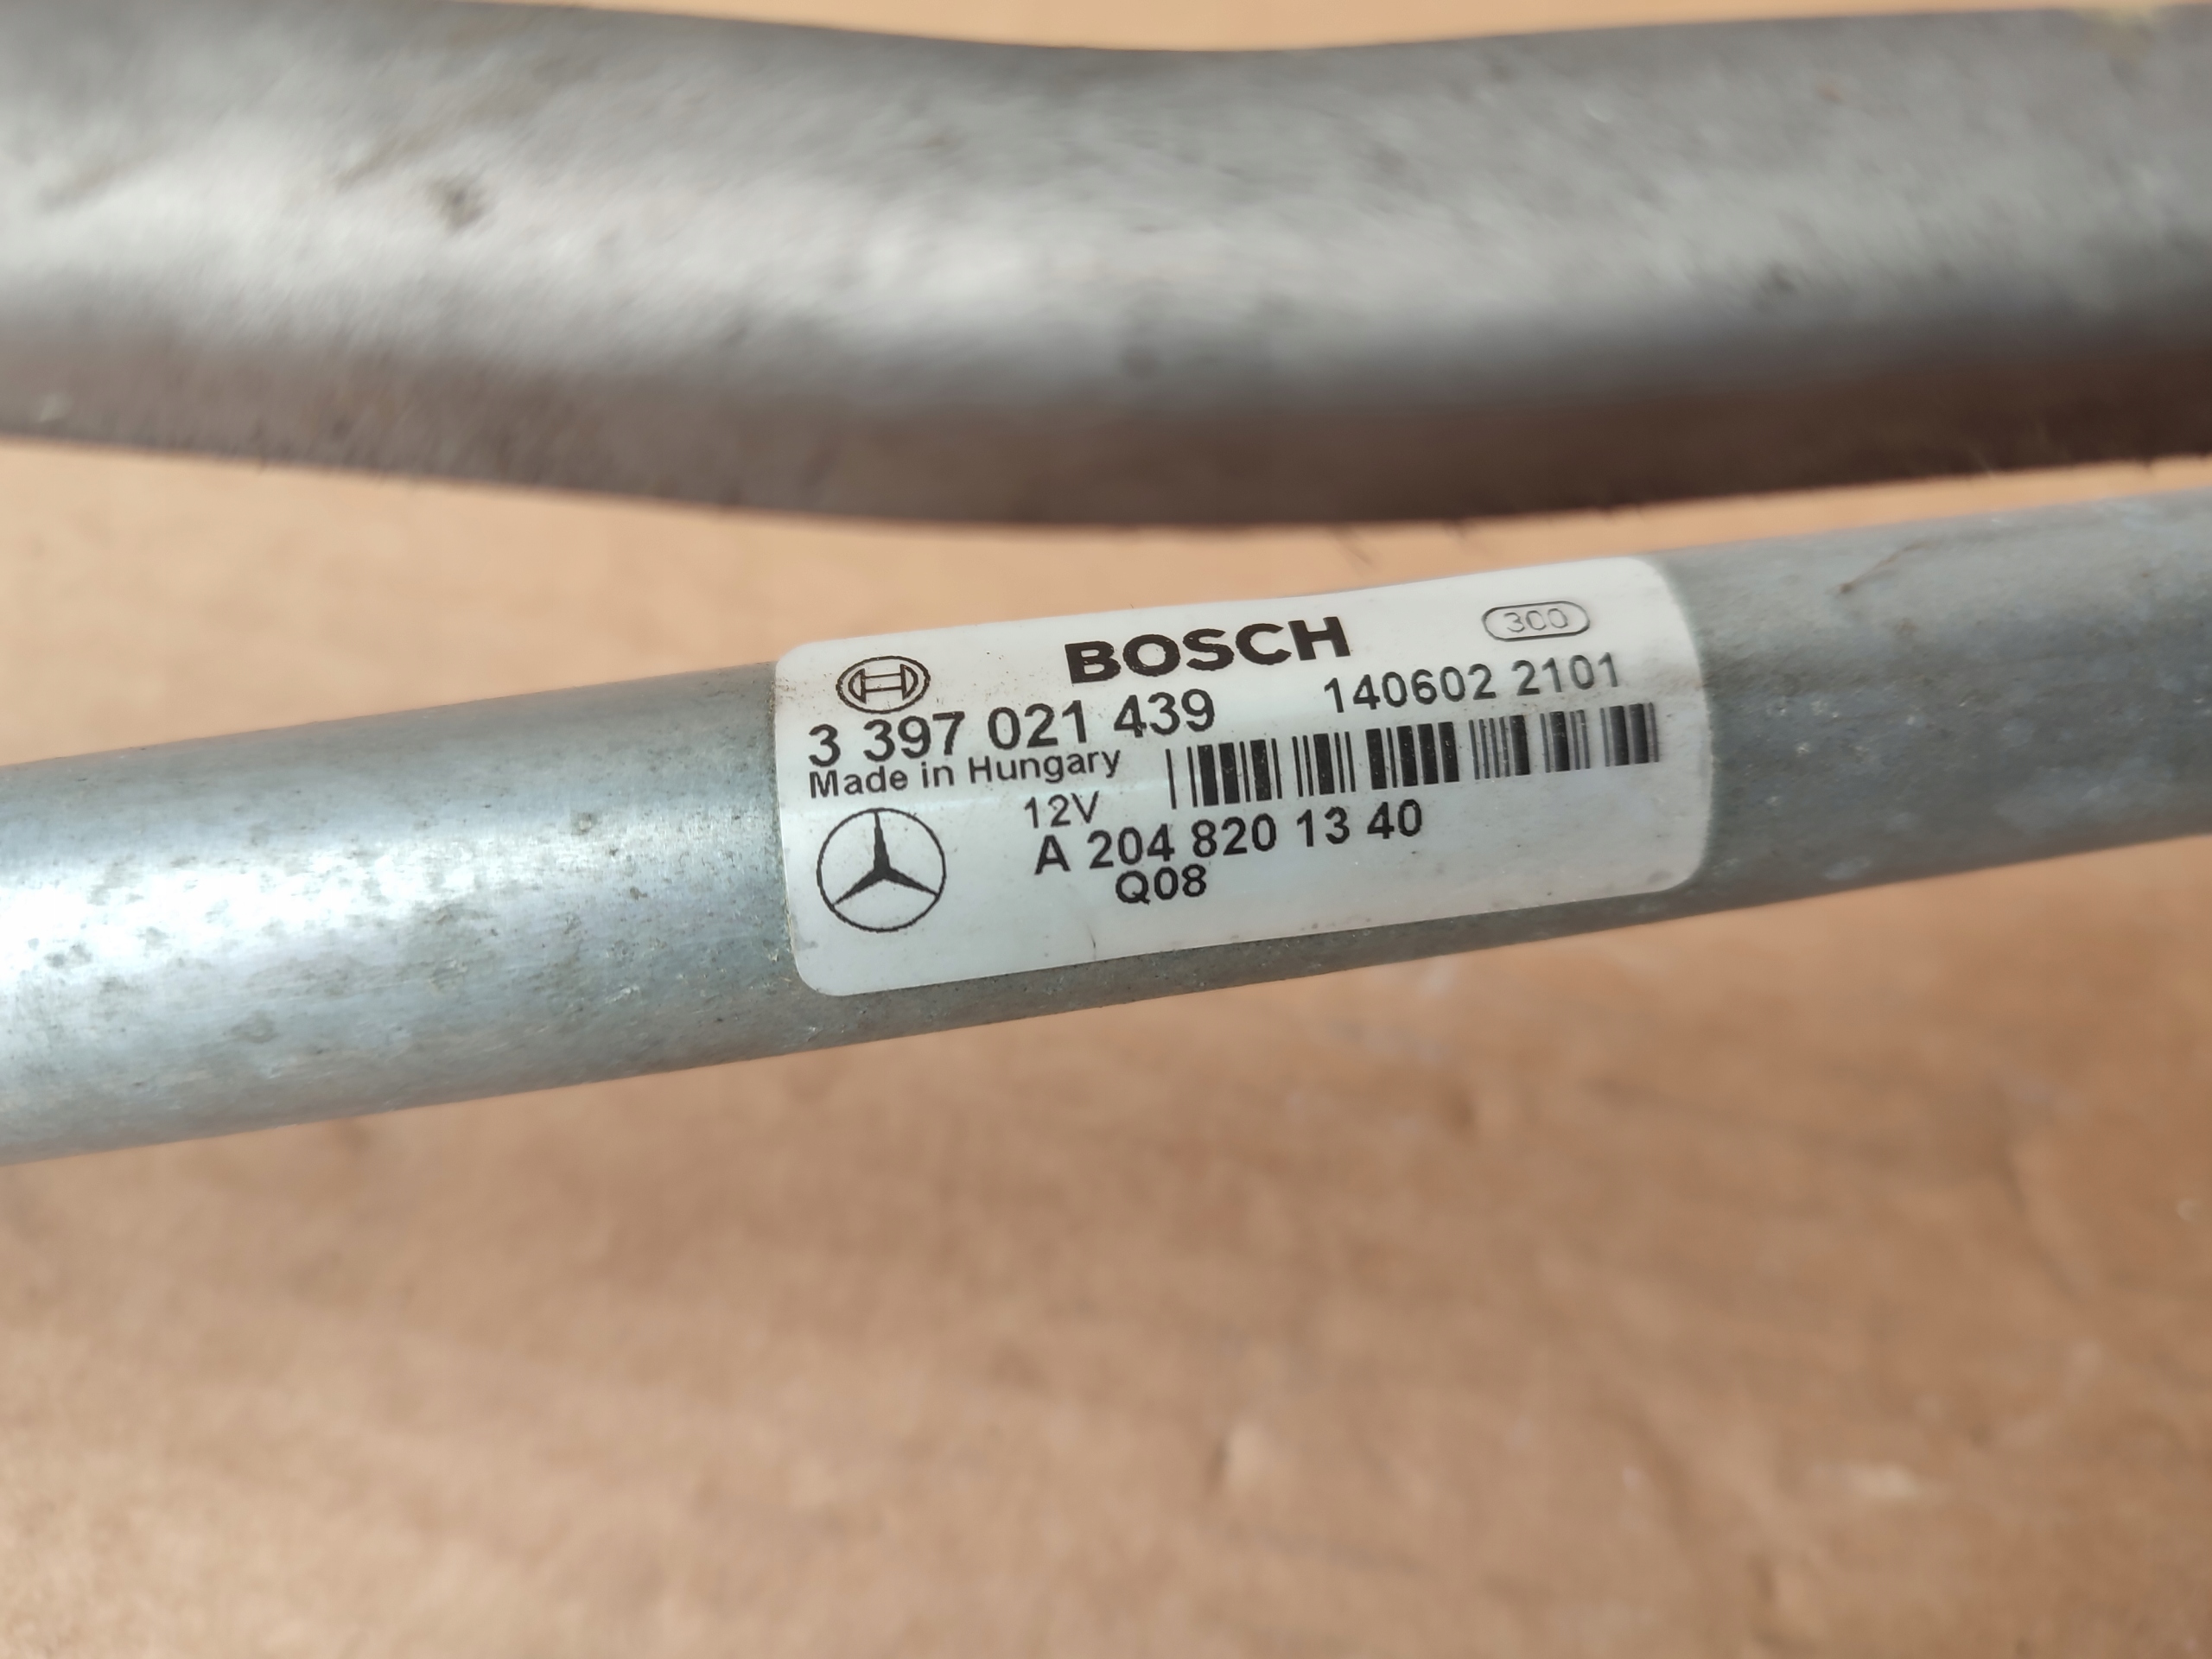 BOSCH 300
3 397 021 439 140602 2101
Made in Hungary
12V
A 204 820 13 40
Q08